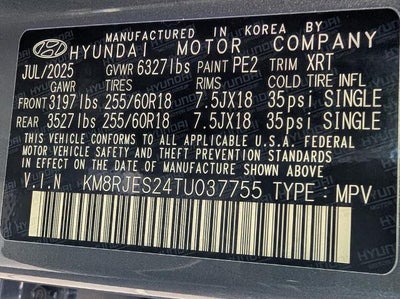 MANUFACTURED IN KOREA BY
HYUNDAI MOTOR COMPANY
JUL/2025 GVWR 6327lbs PAINT PE2 TRIM XRT
GAWR TIRES RIMS COLD TIRE INFL
FRONT 3197lbs 255/60R18 7.5JX18 35psi SINGLE
REAR 3527lbs 255/60R18 7.5JX18 35psi SINGLE
THIS VEHICLE CONFORMS TO ALL APPLICABLE U.S.A FEDERAL
MOTOR VEHICLE SAFETY AND THEFT PREVENTION STANDARDS
IN EFFECT ON THE DATE OF MANUFACTURE SHOWN ABOVE.
V.I.N KM8RJES24TU037755 TYPE: MPV